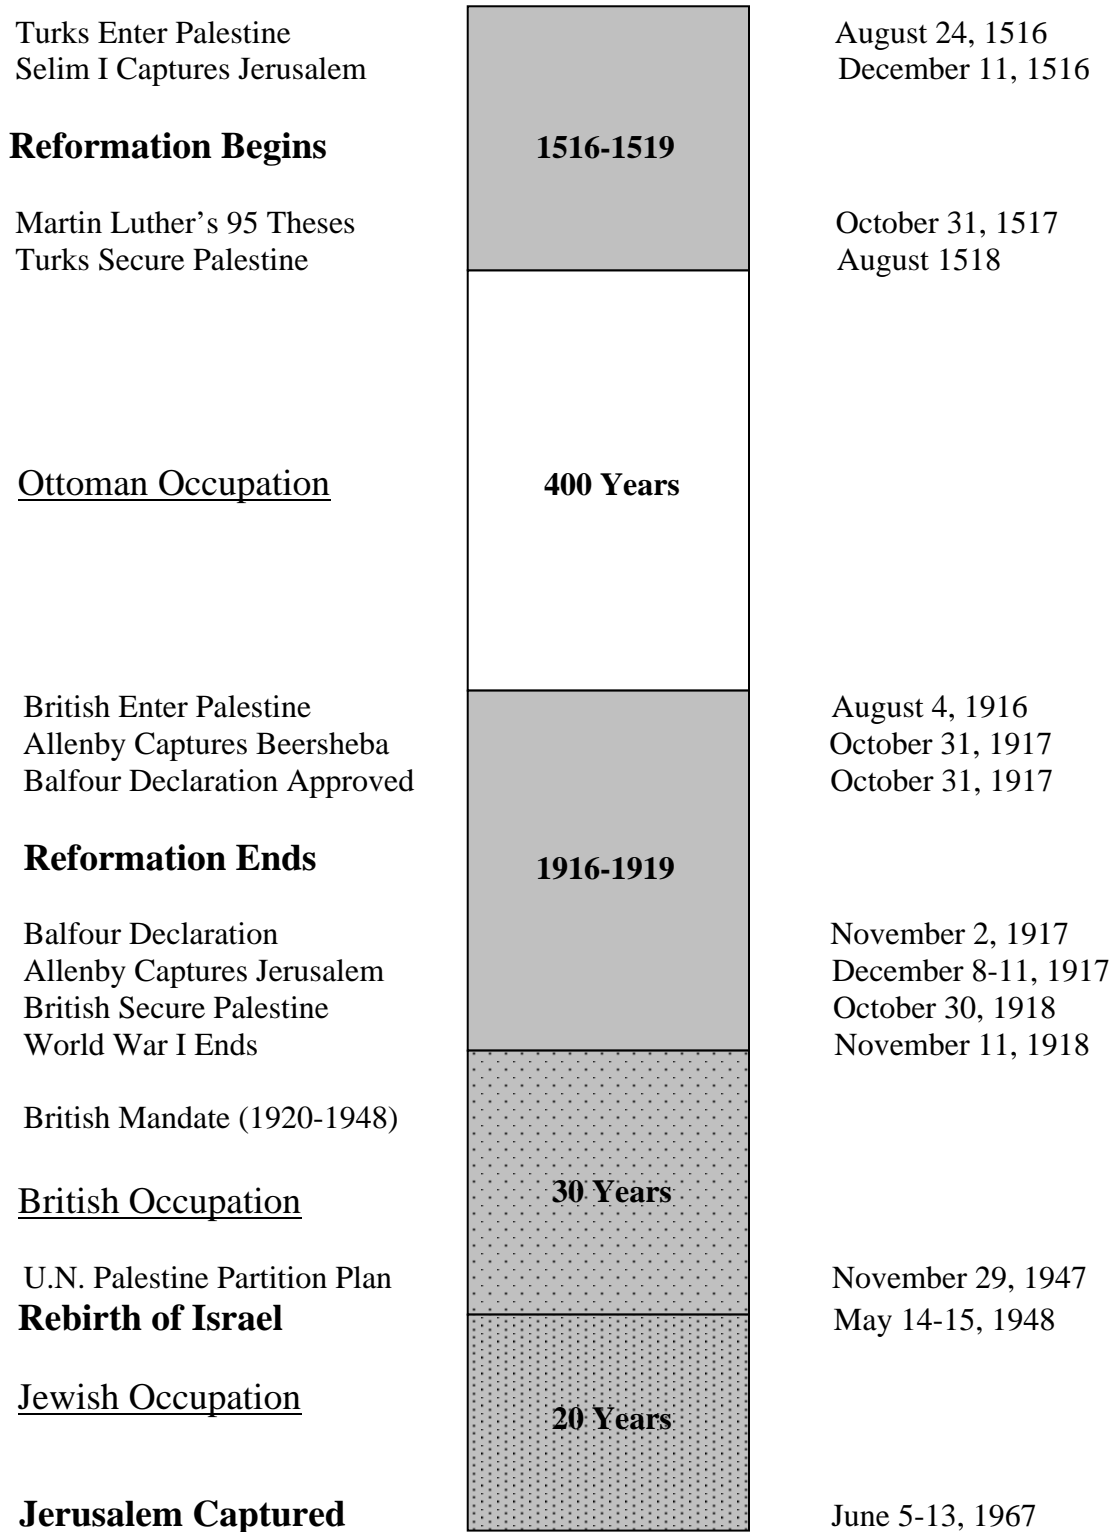 Turks Enter Palestine August 24, 1516
Selim I Captures Jerusalem December 11, 1516
Reformation Begins 1516-1519
Martin Luther’s 95 Theses October 31, 1517
Turks Secure Palestine August 1518
Ottoman Occupation 400 Years
British Enter Palestine August 4, 1916
Allenby Captures Beersheba October 31, 1917
Balfour Declaration Approved October 31, 1917
Reformation Ends 1916-1919
Balfour Declaration November 2, 1917
Allenby Captures Jerusalem December 8-11, 1917
British Secure Palestine October 30, 1918
World War I Ends November 11, 1918
British Mandate (1920-1948)
British Occupation 30 Years
U.N. Palestine Partition Plan November 29, 1947
Rebirth of Israel May 14-15, 1948
Jewish Occupation 20 Years
Jerusalem Captured June 5-13, 1967